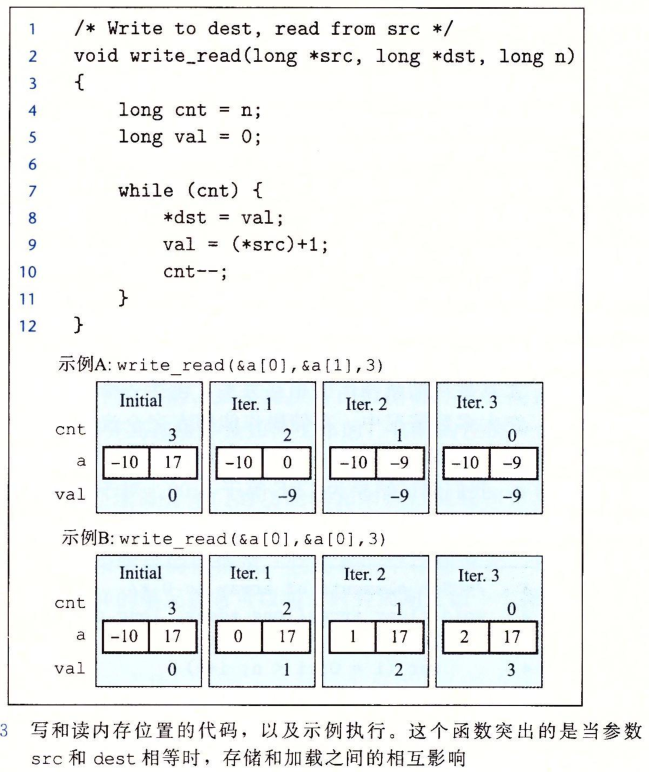 1 /* Write to dest, read from src */
2 void write_read(long *src, long *dst, long n)
3 {
4 long cnt = n;
5 long val = 0;
6
7 while (cnt) {
8 *dst = val;
9 val = (*src)+1;
10 cnt--;
11 }
12 }
示例A: write_read(&a[0],&a[1],3)
Initial Iter. 1 Iter. 2 Iter. 3
cnt 3 2 1 0
a -10 17 -10 0 -10 -9 -10 -9
val 0 -9 -9 -9
示例B: write_read(&a[0],&a[0],3)
Initial Iter. 1 Iter. 2 Iter. 3
cnt 3 2 1 0
a -10 17 0 17 1 17 2 17
val 0 1 2 3
3 写和读内存位置的代码，以及示例执行。这个函数突出的是当参数
src 和 dest 相等时，存储和加载之间的相互影响